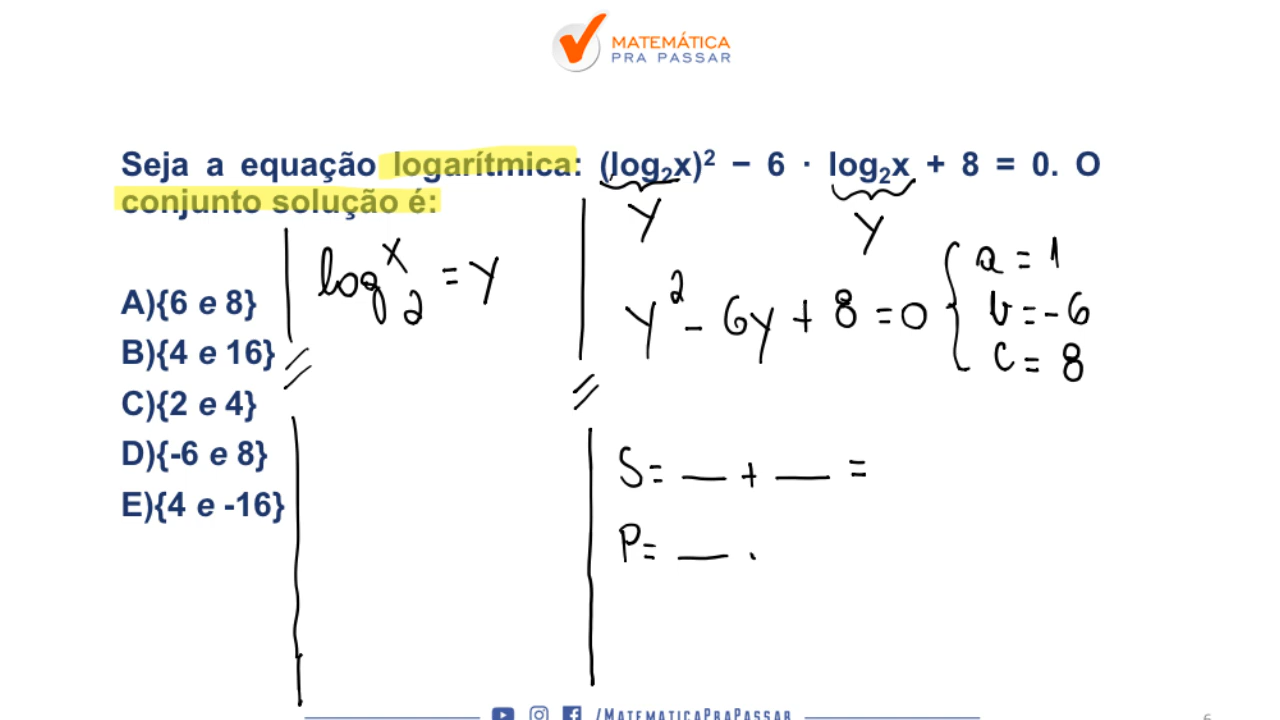 MATEMÁTICA
PRA PASSAR
Seja a equação logarítmica: (log₂x)² − 6 · log₂x + 8 = 0. O
conjunto solução é:
y
y
log₂ˣ = y
y² - 6y + 8 = 0
a = 1
b = -6
c = 8
A){6 e 8}
B){4 e 16}
C){2 e 4}
D){-6 e 8}
E){4 e -16}
S= __ + __ =
P= __ .
/MatematicaPraPassar
6